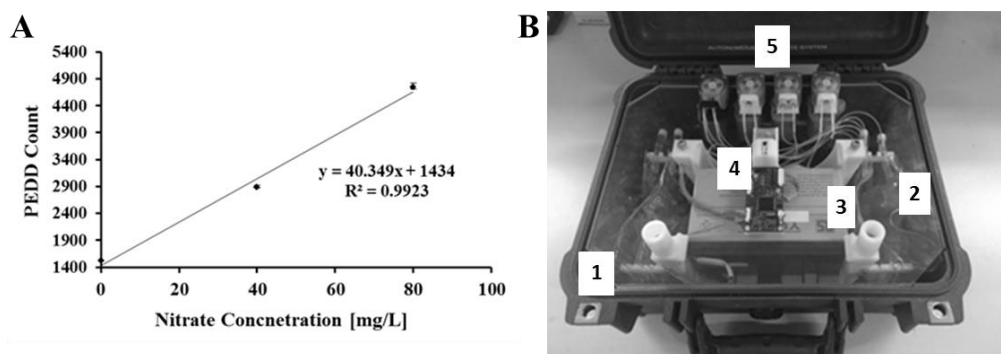 A
5400
4900
4400
3900
3400
2900
2400
1900
1400
PEDD Count
y = 40.349x + 1434
R² = 0.9923
0 20 40 60 80 100
Nitrate Concnetration [mg/L]
B
5
4
3
2
1